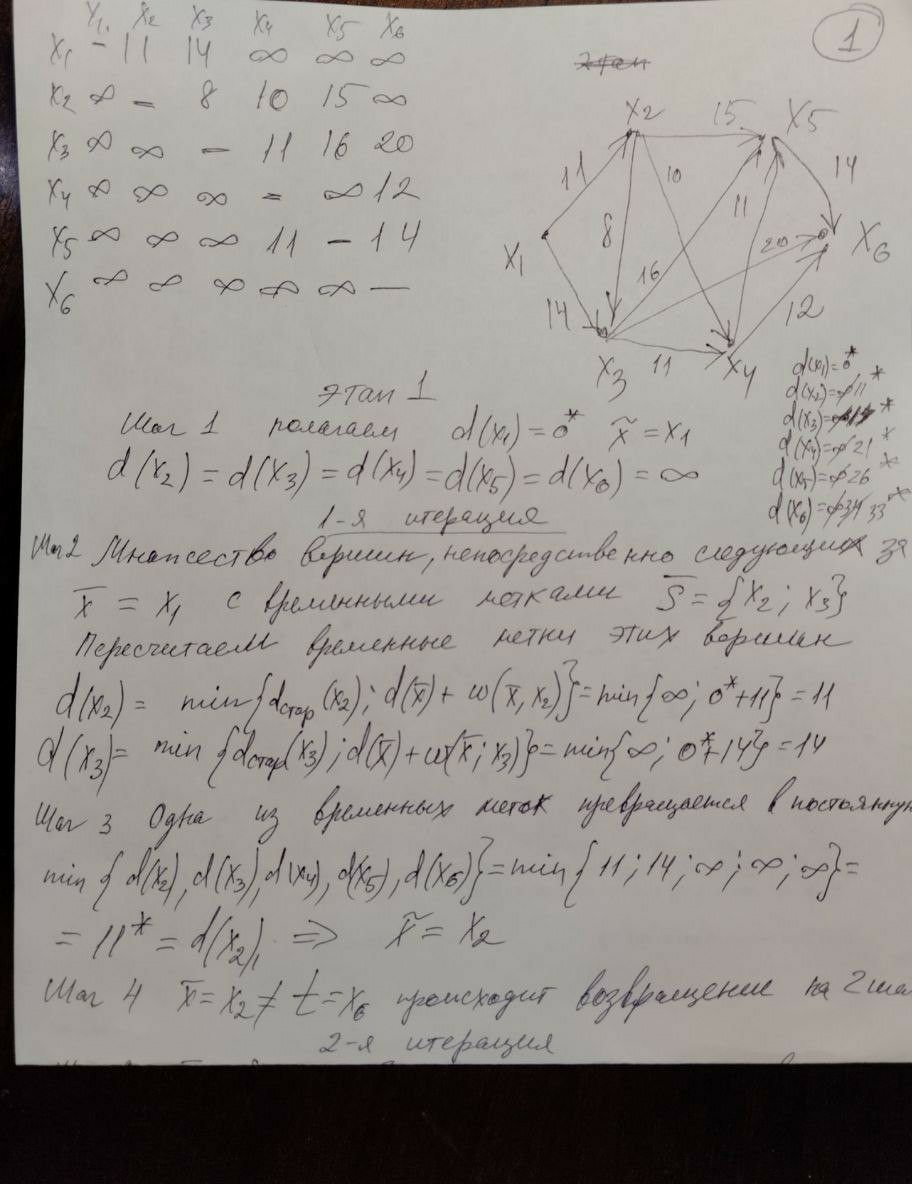 x₁ x₂ x₃ x₄ x₅ x₆
x₁ – 11 14 ∞ ∞ ∞
x₂ ∞ – 8 10 15 ∞
x₃ ∞ ∞ – 11 16 20
x₄ ∞ ∞ ∞ = ∞ 12
x₅ ∞ ∞ ∞ 11 – 14
x₆ ∞ ∞ ∞ ∞ ∞ —
1
x₂ 15 x₅
11 10 14
8 11
x₁ 16 20 x₆
14 12
x₃ 11 x₄
d(x₁)=0*
d(x₂)=∞ 11*
d(x₃)=∞ 14*
d(x₄)=∞ 21*
d(x₅)=∞ 26*
d(x₆)=∞ 34 33*
Этап 1
Шаг 1 полагаем d(x₁)=0* x̃=x₁
d(x₂)=d(x₃)=d(x₄)=d(x₅)=d(x₆)=∞
1-я итерация
Шаг 2 Множество вершин, непосредственно следующих за
x̄ = x₁ с временными метками S̄={x₂; x₃}
Пересчитаем временные метки этих вершин
d(x₂)= min{dстар(x₂); d(x̄)+ω(x̄,x₂)}=min{∞; 0*+11}=11
d(x₃)= min{dстар(x₃); d(x̄)+ω(x̄;x₃)}=min{∞; 0*+14}=14
Шаг 3 Одна из временных меток превращается в постоянную
min{d(x₂), d(x₃), d(x₄), d(x₅), d(x₆)}=min{11; 14; ∞; ∞; ∞}=
= 11* = d(x₂), ⇒ x̃ = x₂
Шаг 4 x̄=x₂≠t=x₆ происходит возвращение на 2 ша
2-я итерация